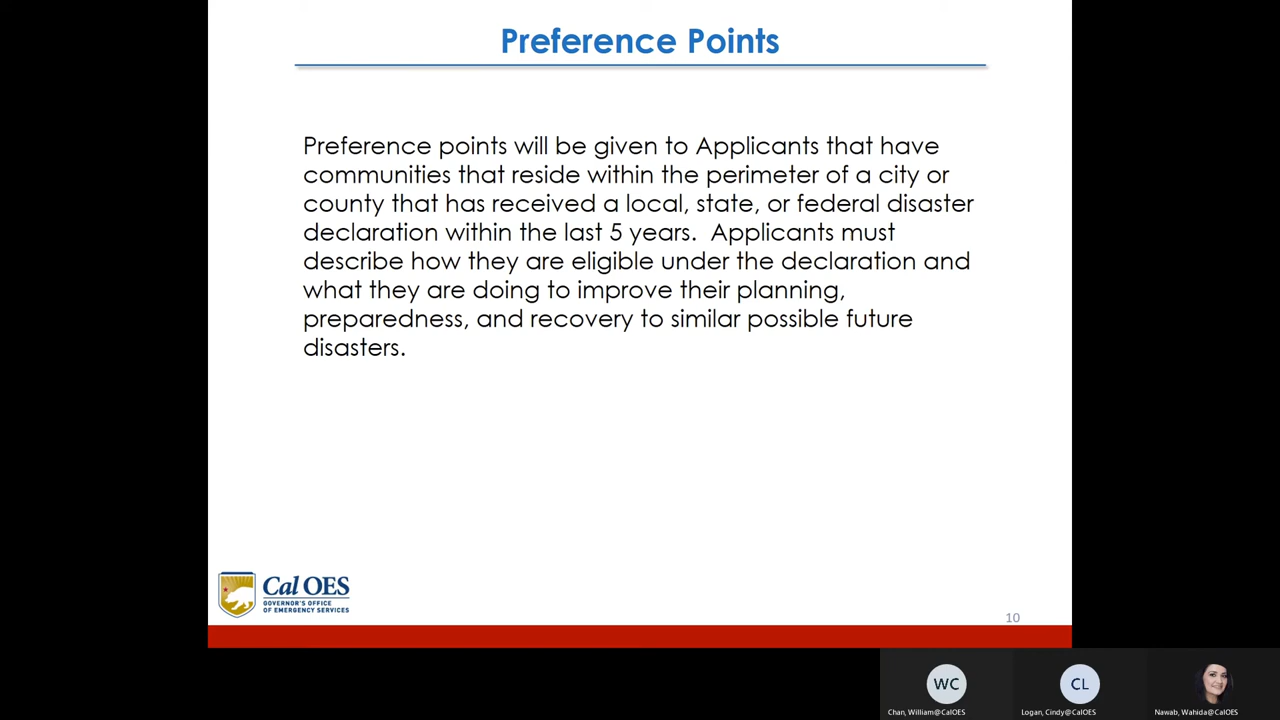 Preference Points
Preference points will be given to Applicants that have
communities that reside within the perimeter of a city or
county that has received a local, state, or federal disaster
declaration within the last 5 years.  Applicants must
describe how they are eligible under the declaration and
what they are doing to improve their planning,
preparedness, and recovery to similar possible future
disasters.
Cal OES
GOVERNOR'S OFFICE
OF EMERGENCY SERVICES
10
WC
CL
Chan, William@CalOES
Logan, Cindy@CalOES
Nawab, Wahida@CalOES